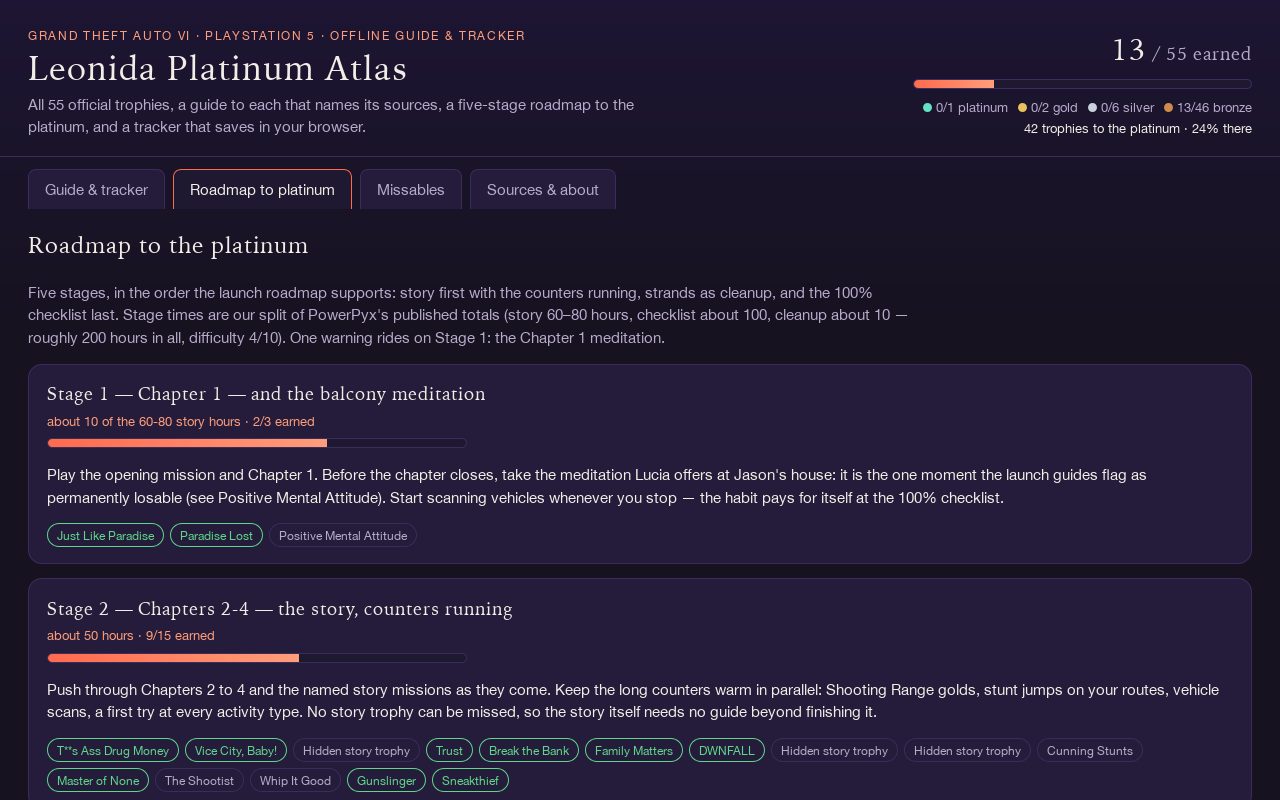 GRAND THEFT AUTO VI · PLAYSTATION 5 · OFFLINE GUIDE & TRACKER
Leonida Platinum Atlas
All 55 official trophies, a guide to each that names its sources, a five-stage roadmap to the
platinum, and a tracker that saves in your browser.
13 / 55 earned
0/1 platinum 0/2 gold 0/6 silver 13/46 bronze
42 trophies to the platinum · 24% there
Guide & tracker Roadmap to platinum Missables Sources & about
Roadmap to the platinum
Five stages, in the order the launch roadmap supports: story first with the counters running, strands as cleanup, and the 100%
checklist last. Stage times are our split of PowerPyx's published totals (story 60–80 hours, checklist about 100, cleanup about 10 —
roughly 200 hours in all, difficulty 4/10). One warning rides on Stage 1: the Chapter 1 meditation.
Stage 1 — Chapter 1 — and the balcony meditation
about 10 of the 60-80 story hours · 2/3 earned
Play the opening mission and Chapter 1. Before the chapter closes, take the meditation Lucia offers at Jason's house: it is the one moment the launch guides flag as
permanently losable (see Positive Mental Attitude). Start scanning vehicles whenever you stop — the habit pays for itself at the 100% checklist.
Just Like Paradise Paradise Lost Positive Mental Attitude
Stage 2 — Chapters 2-4 — the story, counters running
about 50 hours · 9/15 earned
Push through Chapters 2 to 4 and the named story missions as they come. Keep the long counters warm in parallel: Shooting Range golds, stunt jumps on your routes, vehicle
scans, a first try at every activity type. No story trophy can be missed, so the story itself needs no guide beyond finishing it.
T**s Ass Drug Money Vice City, Baby! Hidden story trophy Trust Break the Bank Family Matters DWNFALL Hidden story trophy Hidden story trophy Cunning Stunts
Master of None The Shootist Whip It Good Gunslinger Sneakthief